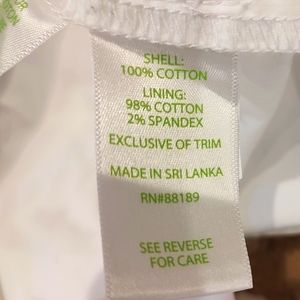 SHELL:
100% COTTON
LINING:
98% COTTON
2% SPANDEX
EXCLUSIVE OF TRIM
MADE IN SRI LANKA
RN#88189
SEE REVERSE
FOR CARE